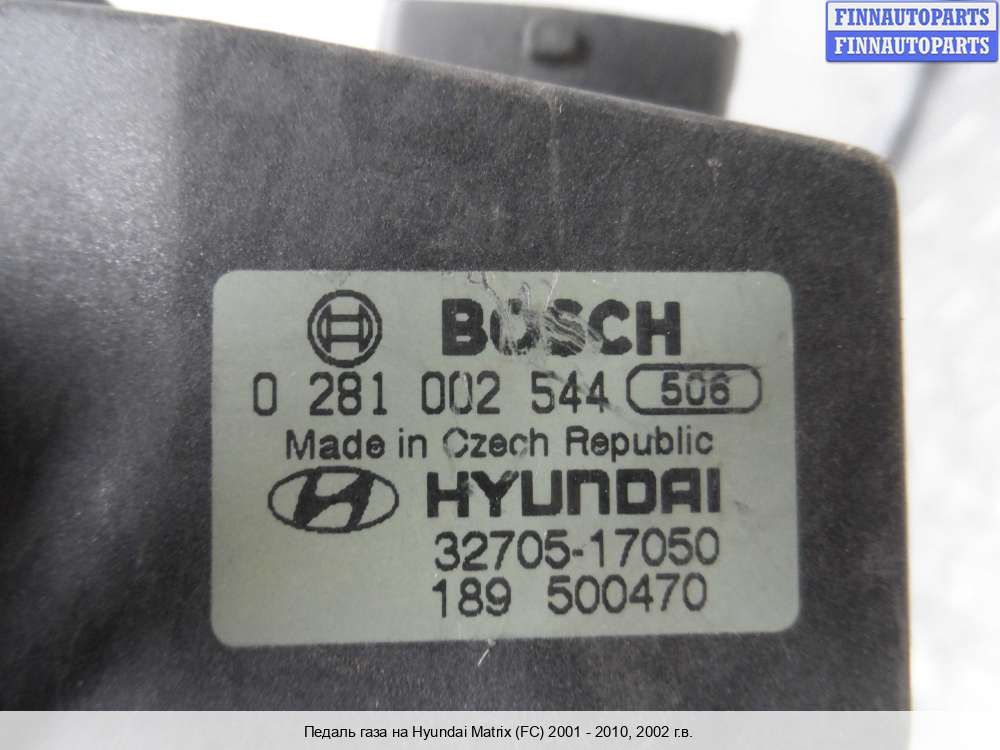 FINNAUTOPARTS
FINNAUTOPARTS
BOSCH
0 281 002 544 506
Made in Czech Republic
HYUNDAI
32705-17050
189 500470
Педаль газа на Hyundai Matrix (FC) 2001 - 2010, 2002 г.в.